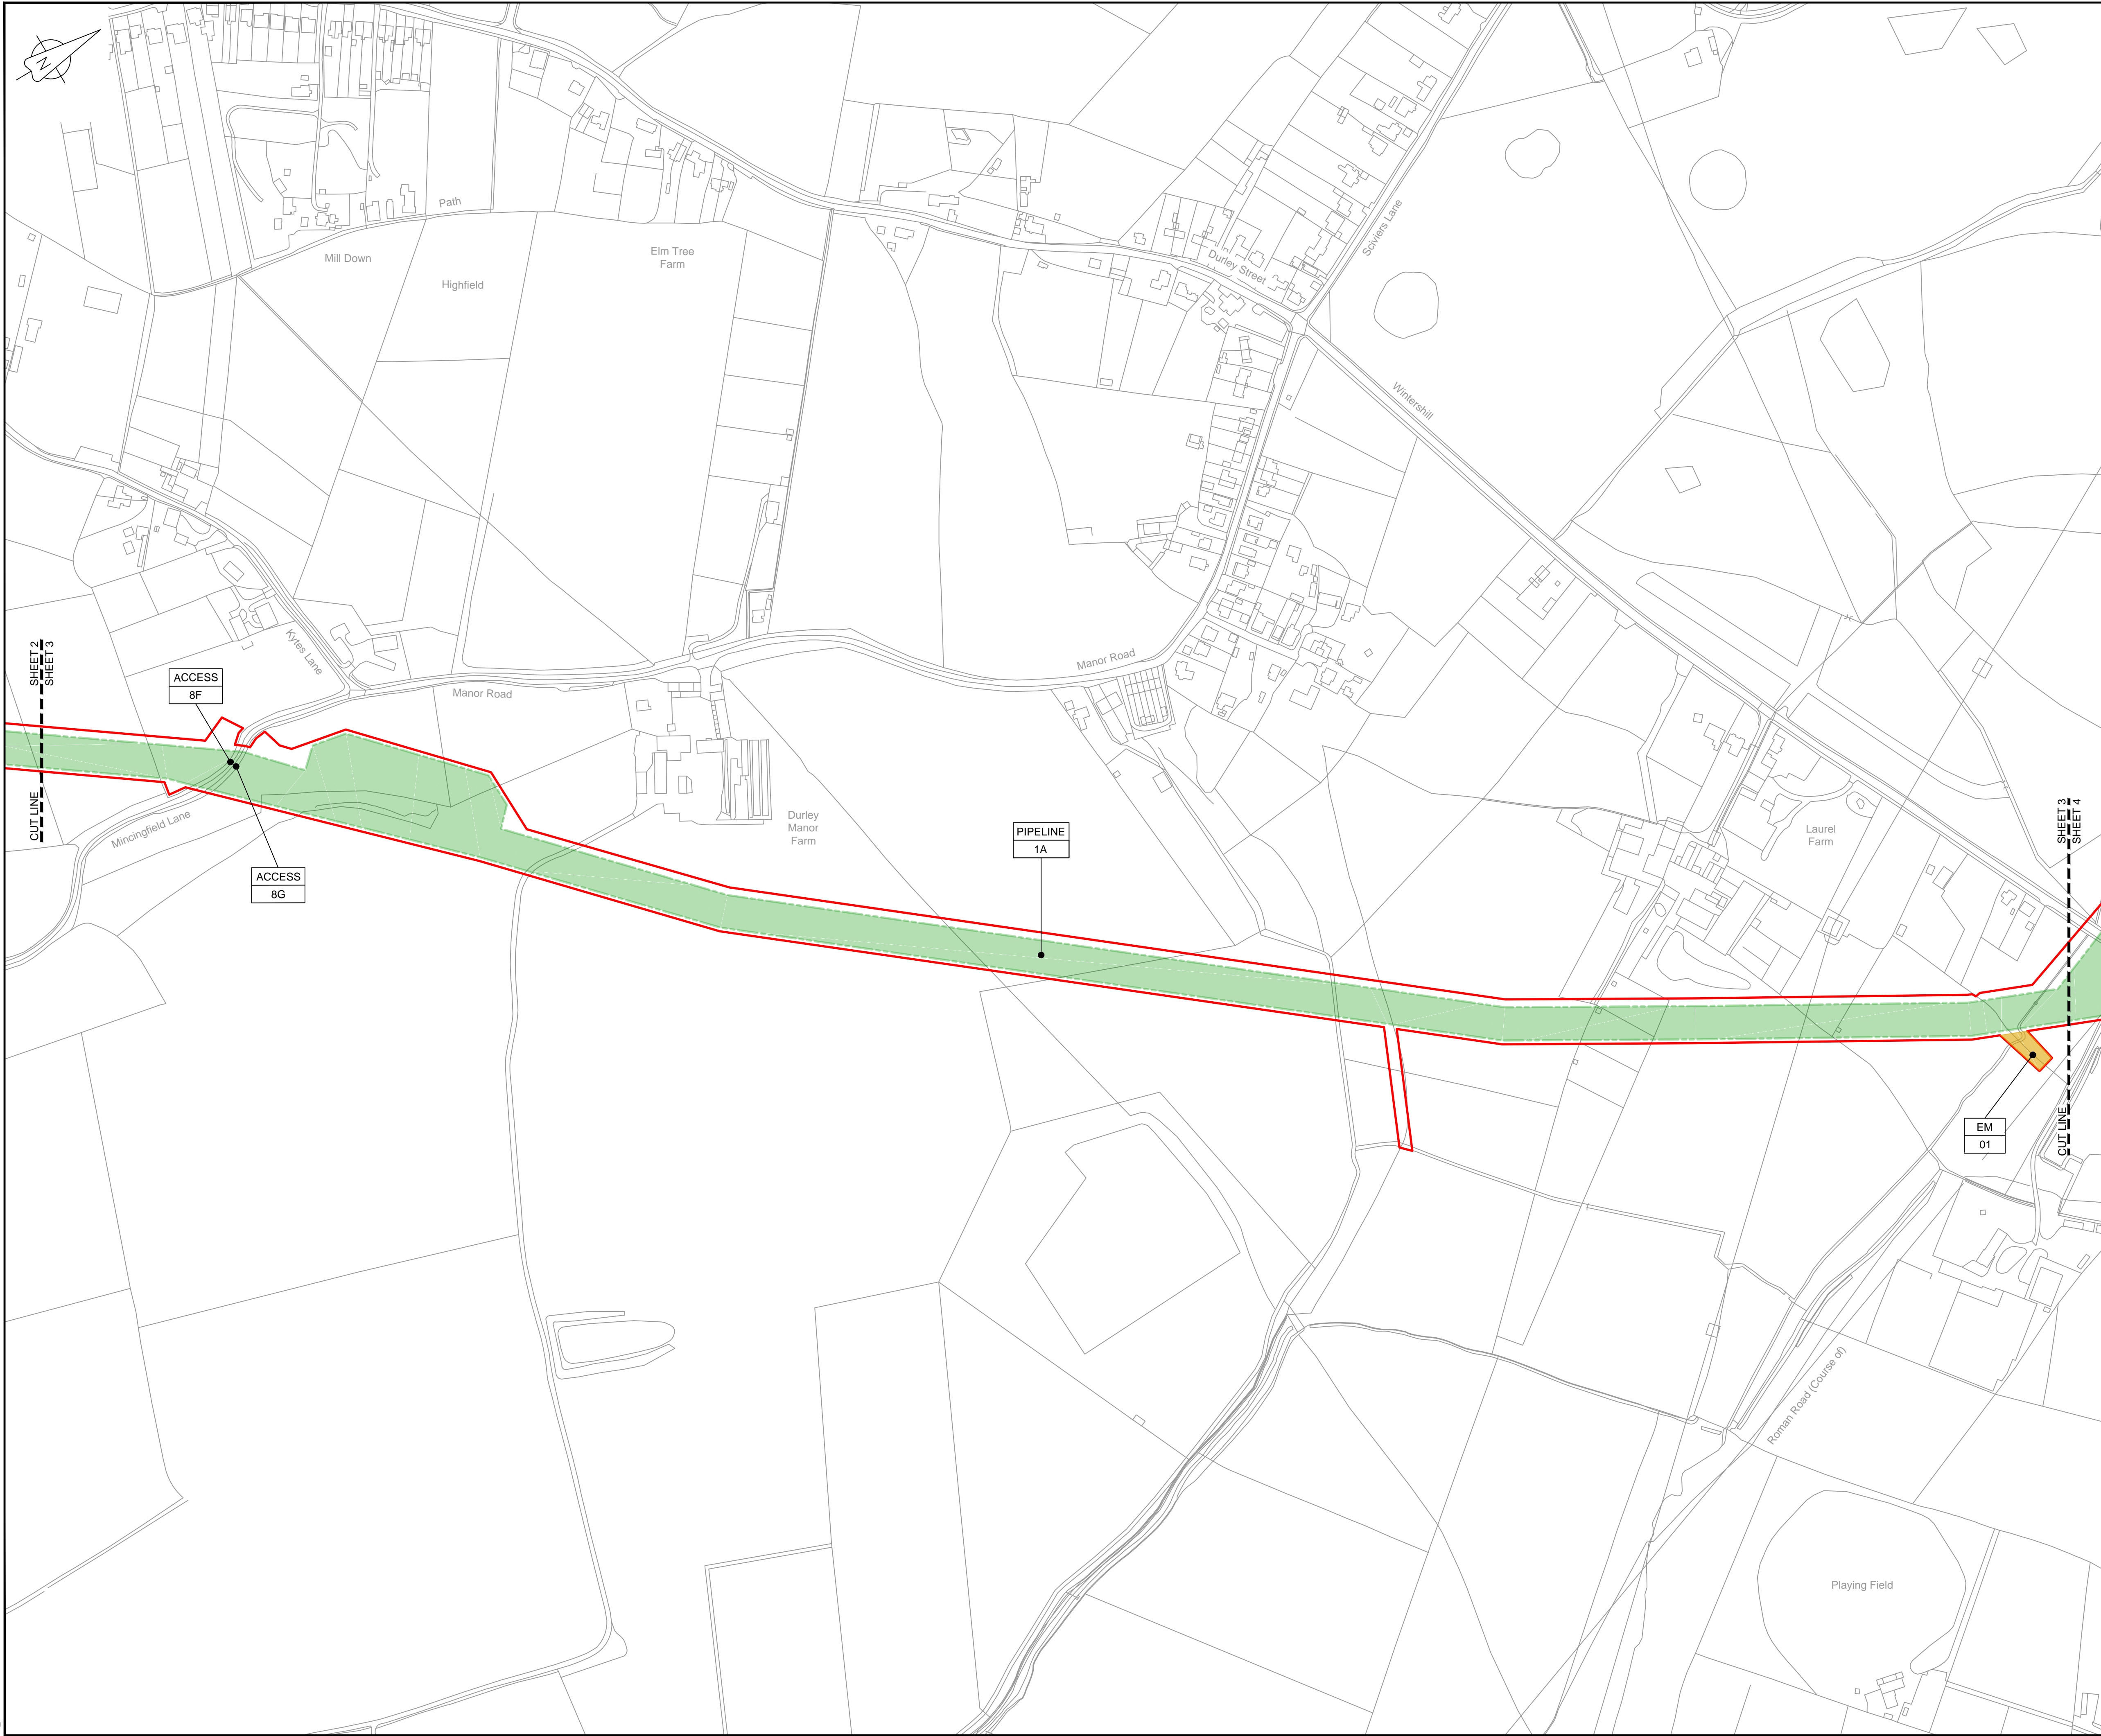 N
Path
Mill Down
Highfield
Elm Tree
Farm
Durley Street
Sciviers Lane
Wintershill
Kytes Lane
Manor Road
Manor Road
SHEET 2
SHEET 3
CUT LINE
ACCESS
8F
Mincingfield Lane
ACCESS
8G
Durley
Manor
Farm
PIPELINE
1A
Laurel
Farm
SHEET 3
SHEET 4
CUT LINE
EM
01
Roman Road (Course of)
Playing Field